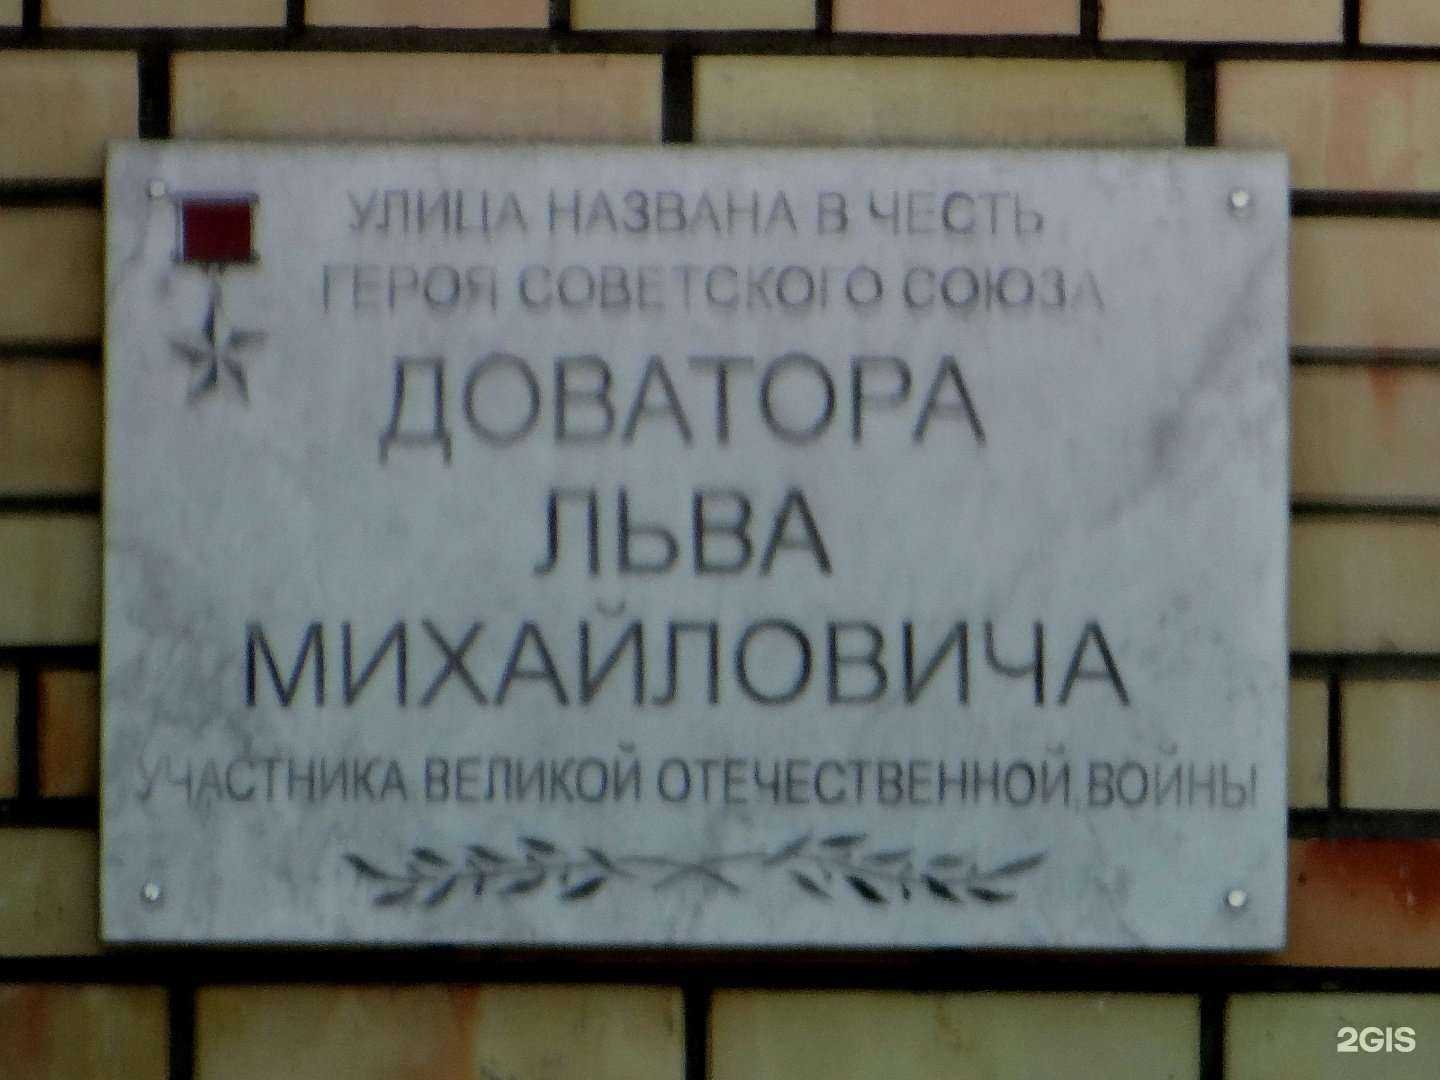 УЛИЦА НАЗВАНА В ЧЕСТЬ
ГЕРОЯ СОВЕТСКОГО СОЮЗА
ДОВАТОРА
ЛЬВА
МИХАЙЛОВИЧА
УЧАСТНИКА ВЕЛИКОЙ ОТЕЧЕСТВЕННОЙ ВОЙНЫ
2GIS